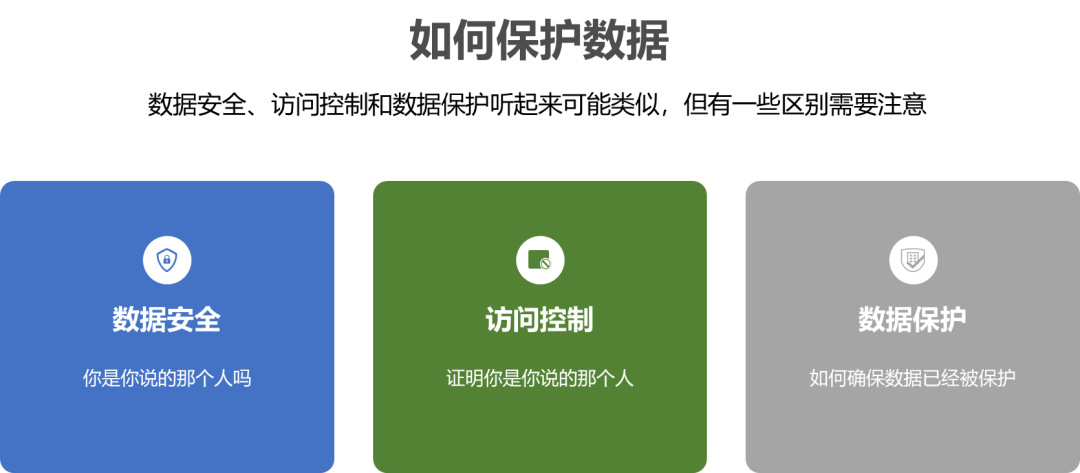 如何保护数据
数据安全、访问控制和数据保护听起来可能类似，但有一些区别需要注意
数据安全
你是你说的那个人吗
访问控制
证明你是你说的那个人
数据保护
如何确保数据已经被保护